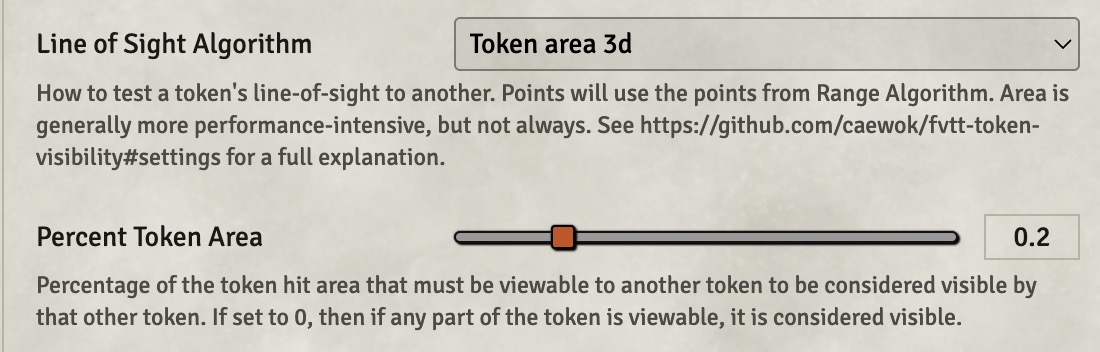 Line of Sight Algorithm
Token area 3d
How to test a token's line-of-sight to another. Points will use the points from Range Algorithm. Area is
generally more performance-intensive, but not always. See https://github.com/caewok/fvtt-token-
visibility#settings for a full explanation.
Percent Token Area
0.2
Percentage of the token hit area that must be viewable to another token to be considered visible by
that other token. If set to 0, then if any part of the token is viewable, it is considered visible.